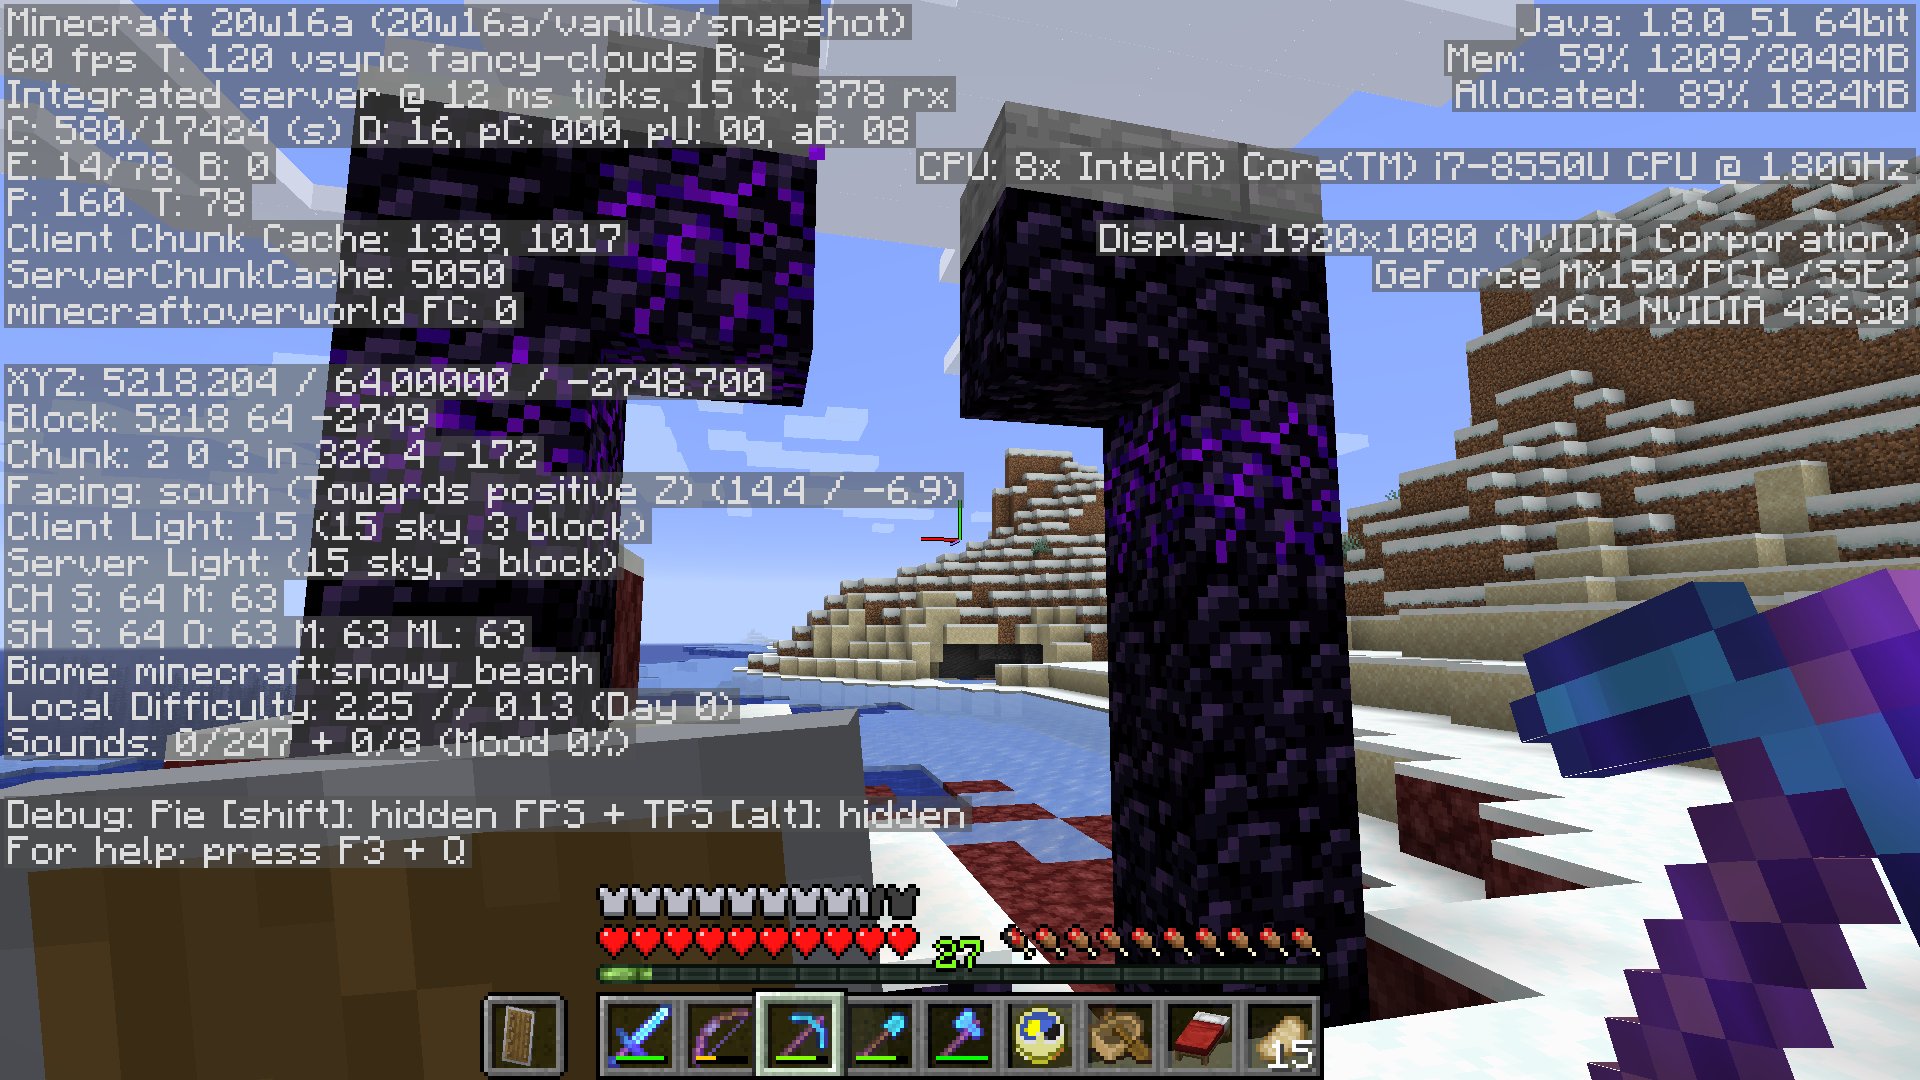 Minecraft 20w16a (20w16a/vanilla/snapshot)
60 fps T: 120 vsync fancy-clouds B: 2
Integrated server @ 12 ms ticks, 15 tx, 378 rx
C: 580/17424 (s) D: 16, pC: 000, pU: 00, aB: 08
E: 14/78, B: 0
P: 160. T: 78
Client Chunk Cache: 1369, 1017
ServerChunkCache: 5050
minecraft:overworld FC: 0
XYZ: 5218.204 / 64.00000 / -2748.700
Block: 5218 64 -2749
Chunk: 2 0 3 in 326 4 -172
Facing: south (Towards positive Z) (14.4 / -6.9)
Client Light: 15 (15 sky, 3 block)
Server Light: (15 sky, 3 block)
CH S: 64 M: 63
SH S: 64 O: 63 M: 63 ML: 63
Biome: minecraft:snowy_beach
Local Difficulty: 2.25 // 0.13 (Day 0)
Sounds: 0/247 + 0/8 (Mood 0%)
Debug: Pie [shift]: hidden FPS + TPS [alt]: hidden
For help: press F3 + Q
Java: 1.8.0_51 64bit
Mem: 59% 1209/2048MB
Allocated: 89% 1824MB
CPU: 8x Intel(R) Core(TM) i7-8550U CPU @ 1.80GHz
Display: 1920x1080 (NVIDIA Corporation)
GeForce MX150/PCIe/SSE2
4.6.0 NVIDIA 436.30
27
15